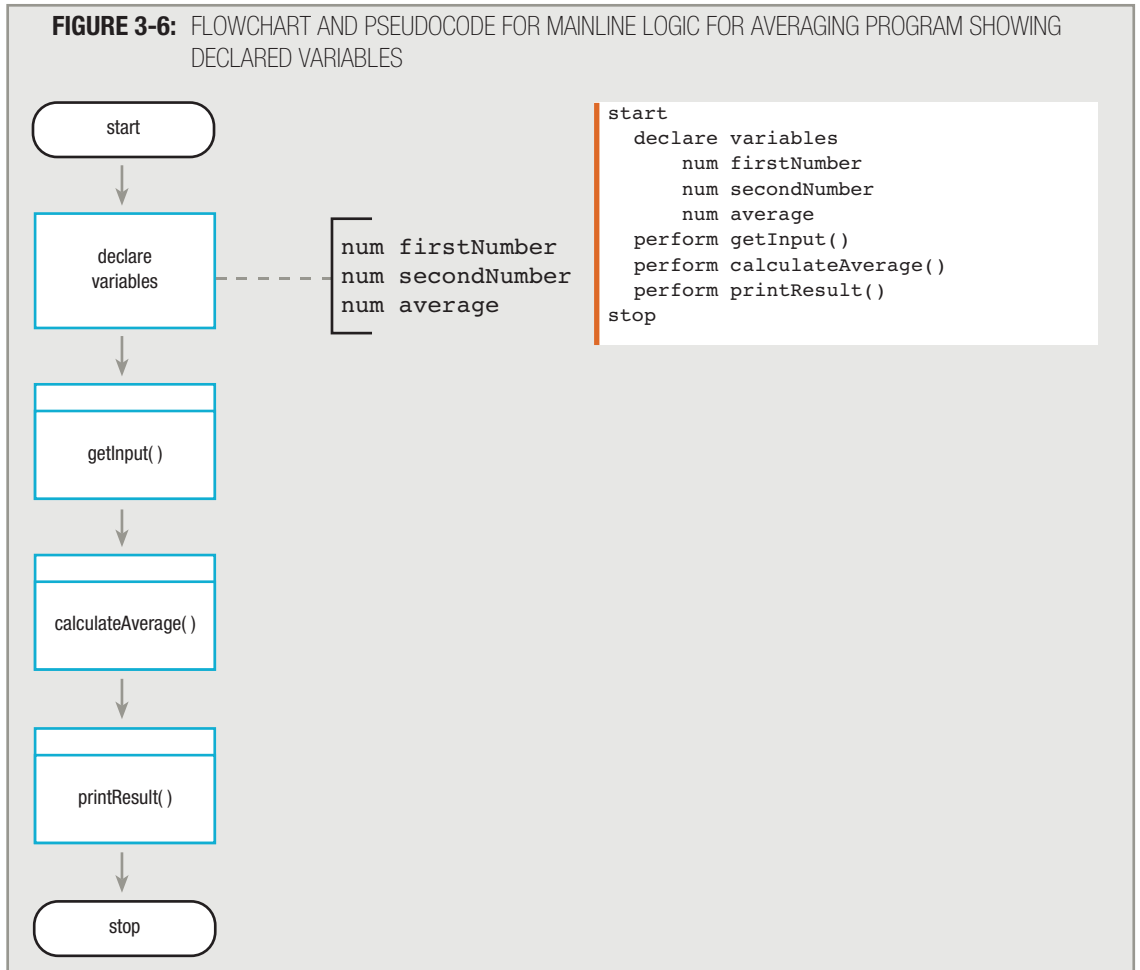 FIGURE 3-6: FLOWCHART AND PSEUDOCODE FOR MAINLINE LOGIC FOR AVERAGING PROGRAM SHOWING
DECLARED VARIABLES
start
declare
variables
num firstNumber
num secondNumber
num average
getInput( )
calculateAverage( )
printResult( )
stop
start
declare variables
num firstNumber
num secondNumber
num average
perform getInput()
perform calculateAverage()
perform printResult()
stop